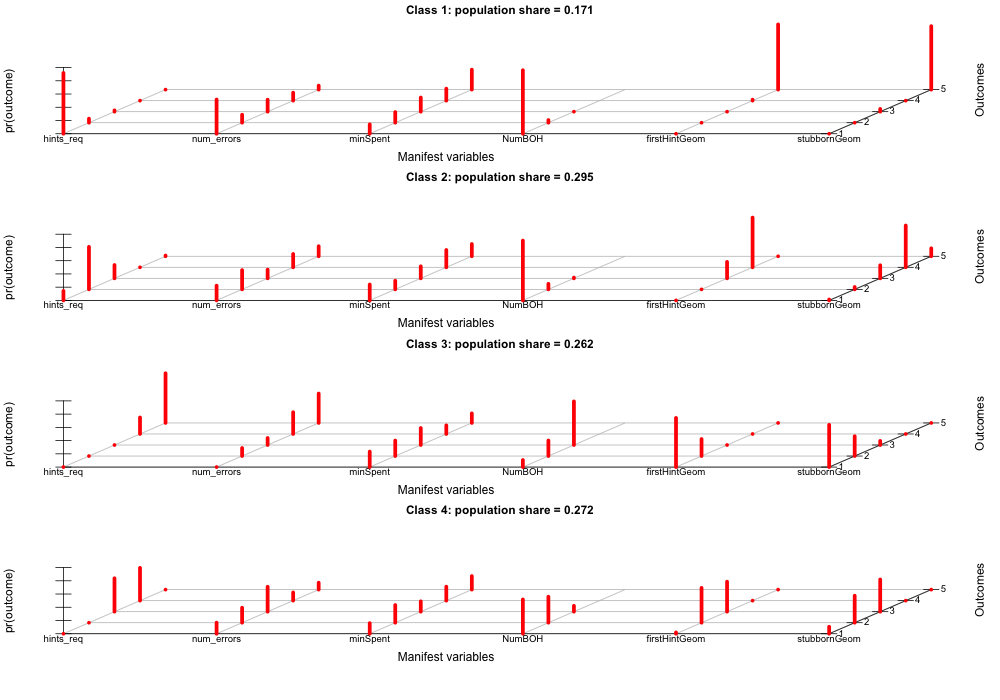 Class 1: population share = 0.171
pr(outcome)
Outcomes
5
4
3
2
1
hints_req num_errors minSpent NumBOH firstHintGeom stubbornGeom
Manifest variables
Class 2: population share = 0.295
pr(outcome)
Outcomes
5
4
3
2
1
hints_req num_errors minSpent NumBOH firstHintGeom stubbornGeom
Manifest variables
Class 3: population share = 0.262
pr(outcome)
Outcomes
5
4
3
2
1
hints_req num_errors minSpent NumBOH firstHintGeom stubbornGeom
Manifest variables
Class 4: population share = 0.272
pr(outcome)
Outcomes
5
4
3
2
1
hints_req num_errors minSpent NumBOH firstHintGeom stubbornGeom
Manifest variables